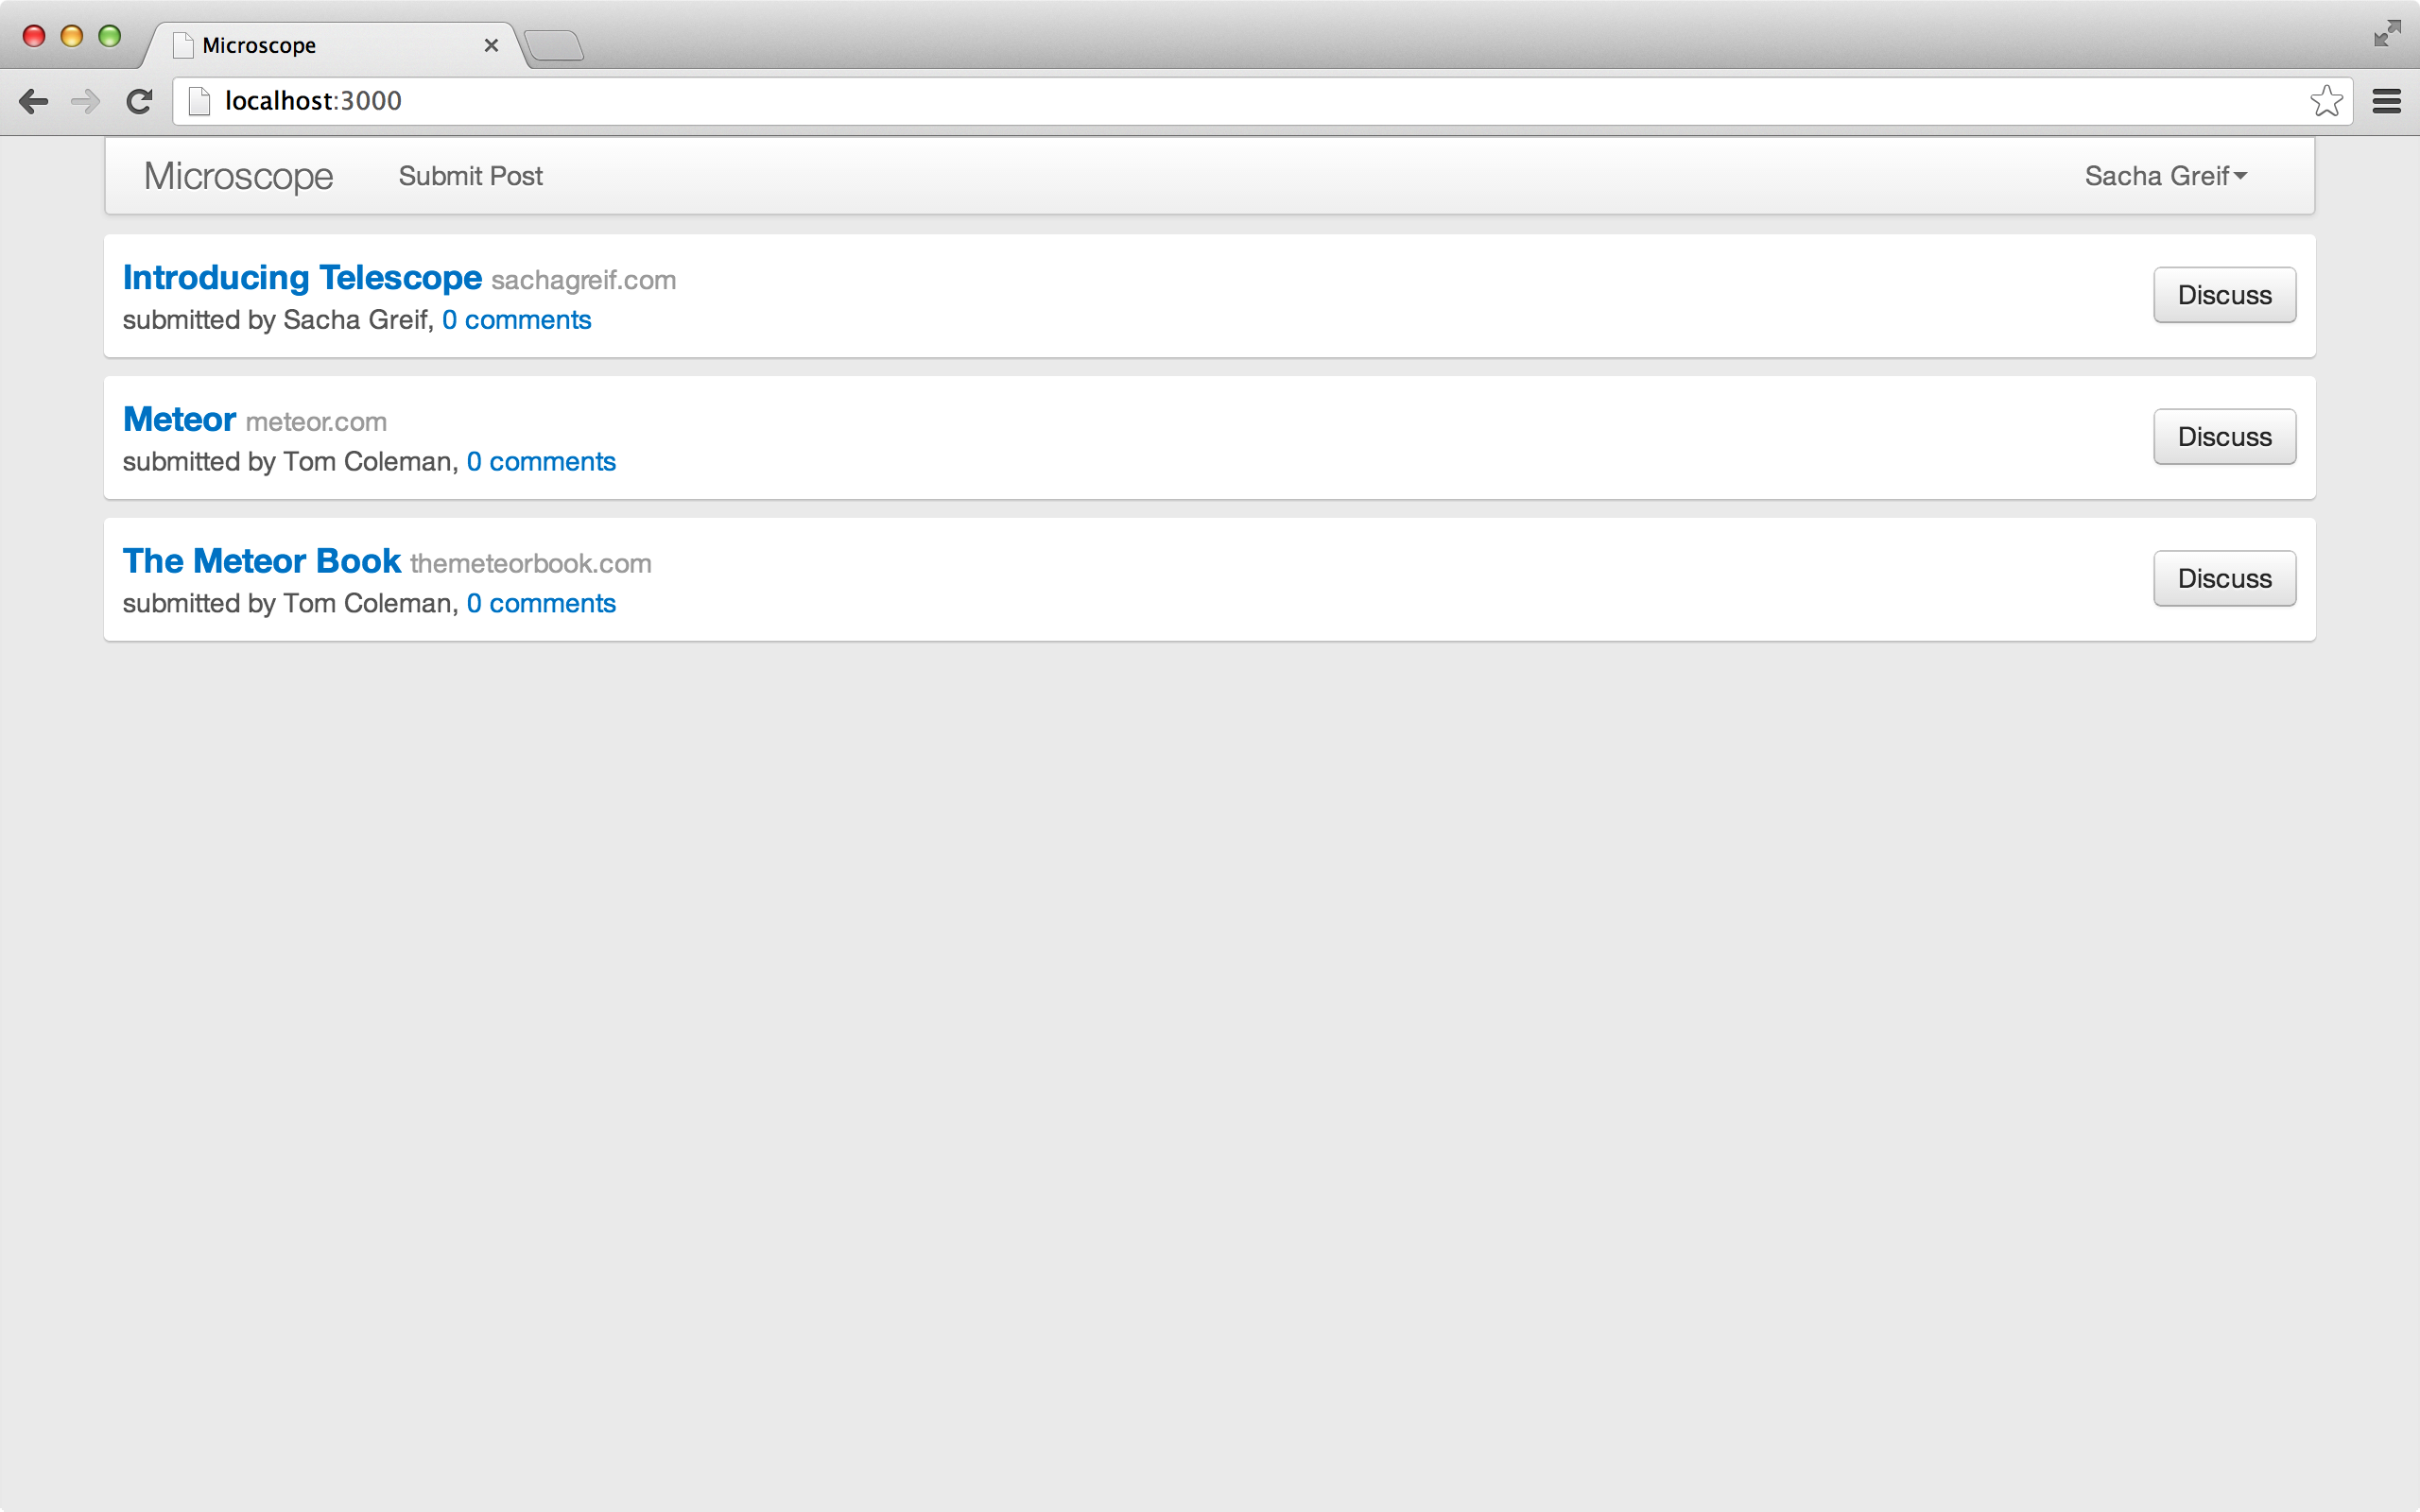 Microscope
localhost:3000
Microscope Submit Post Sacha Greif
Introducing Telescope sachagreif.com
submitted by Sacha Greif, 0 comments
Discuss
Meteor meteor.com
submitted by Tom Coleman, 0 comments
Discuss
The Meteor Book themeteorbook.com
submitted by Tom Coleman, 0 comments
Discuss